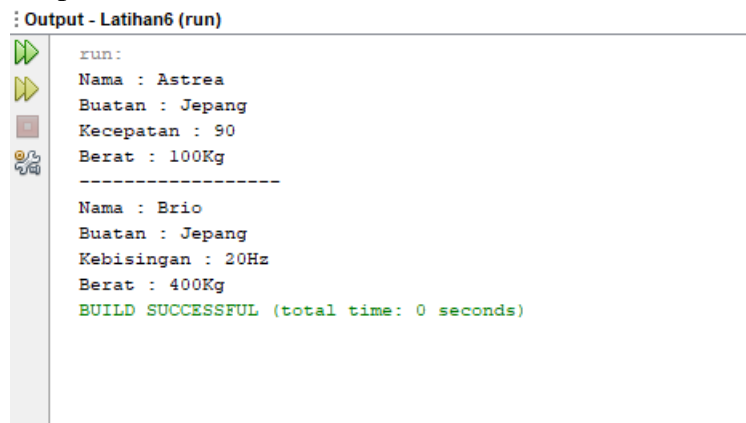 Output - Latihan6 (run)
run:
Nama : Astrea
Buatan : Jepang
Kecepatan : 90
Berat : 100Kg
------------------
Nama : Brio
Buatan : Jepang
Kebisingan : 20Hz
Berat : 400Kg
BUILD SUCCESSFUL (total time: 0 seconds)